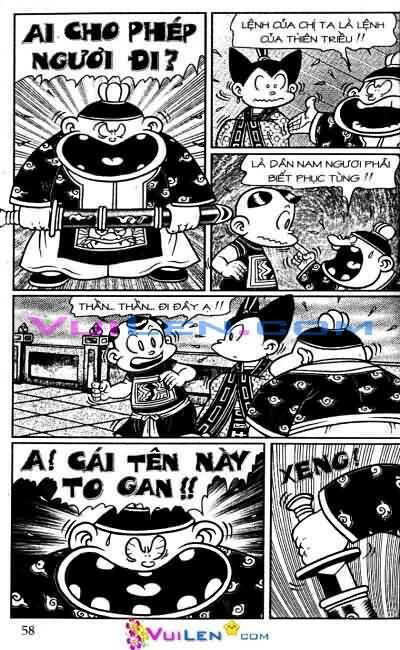 AI CHO PHÉP
NGƯƠI ĐI?
LỆNH CỦA CHỊ TA LÀ LỆNH
CỦA THIÊN TRIỀU!!
LÀ DÂN NAM NGƯƠI PHẢI
BIẾT PHỤC TÙNG!!
THẦN.. THẦN.. ĐI ĐÂY Ạ!!
VUILEN.COM
A! CÁI TÊN NÀY
TO GAN!!
XENG!
58
VUILEN.COM